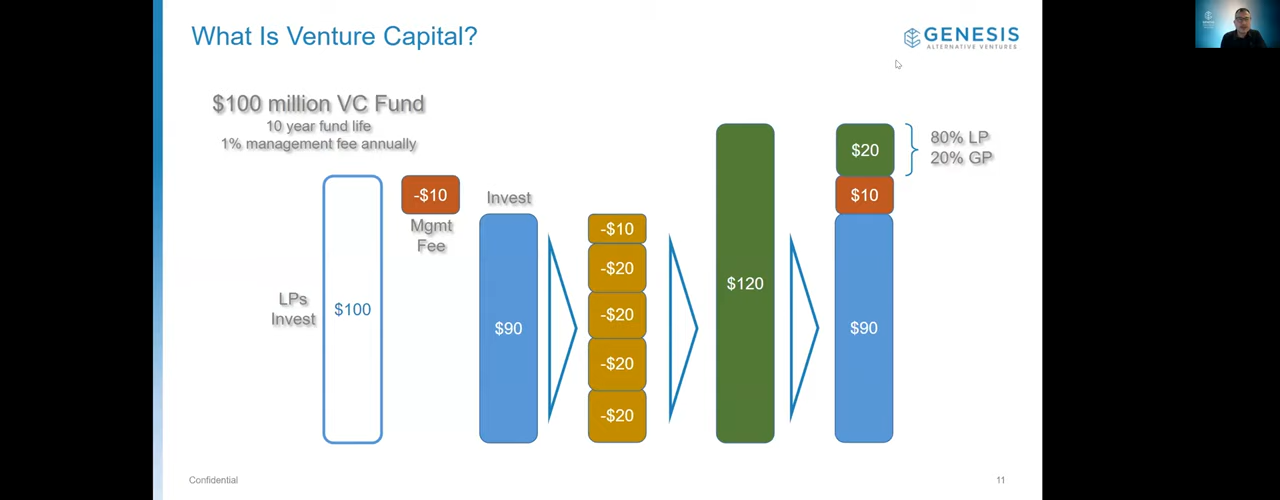 What Is Venture Capital?
GENESIS
ALTERNATIVE VENTURES
$100 million VC Fund
10 year fund life
1% management fee annually
LPs
Invest
$100
-$10
Mgmt
Fee
Invest
$90
-$10
-$20
-$20
-$20
-$20
$120
$20
$10
$90
80% LP
20% GP
Confidential
11